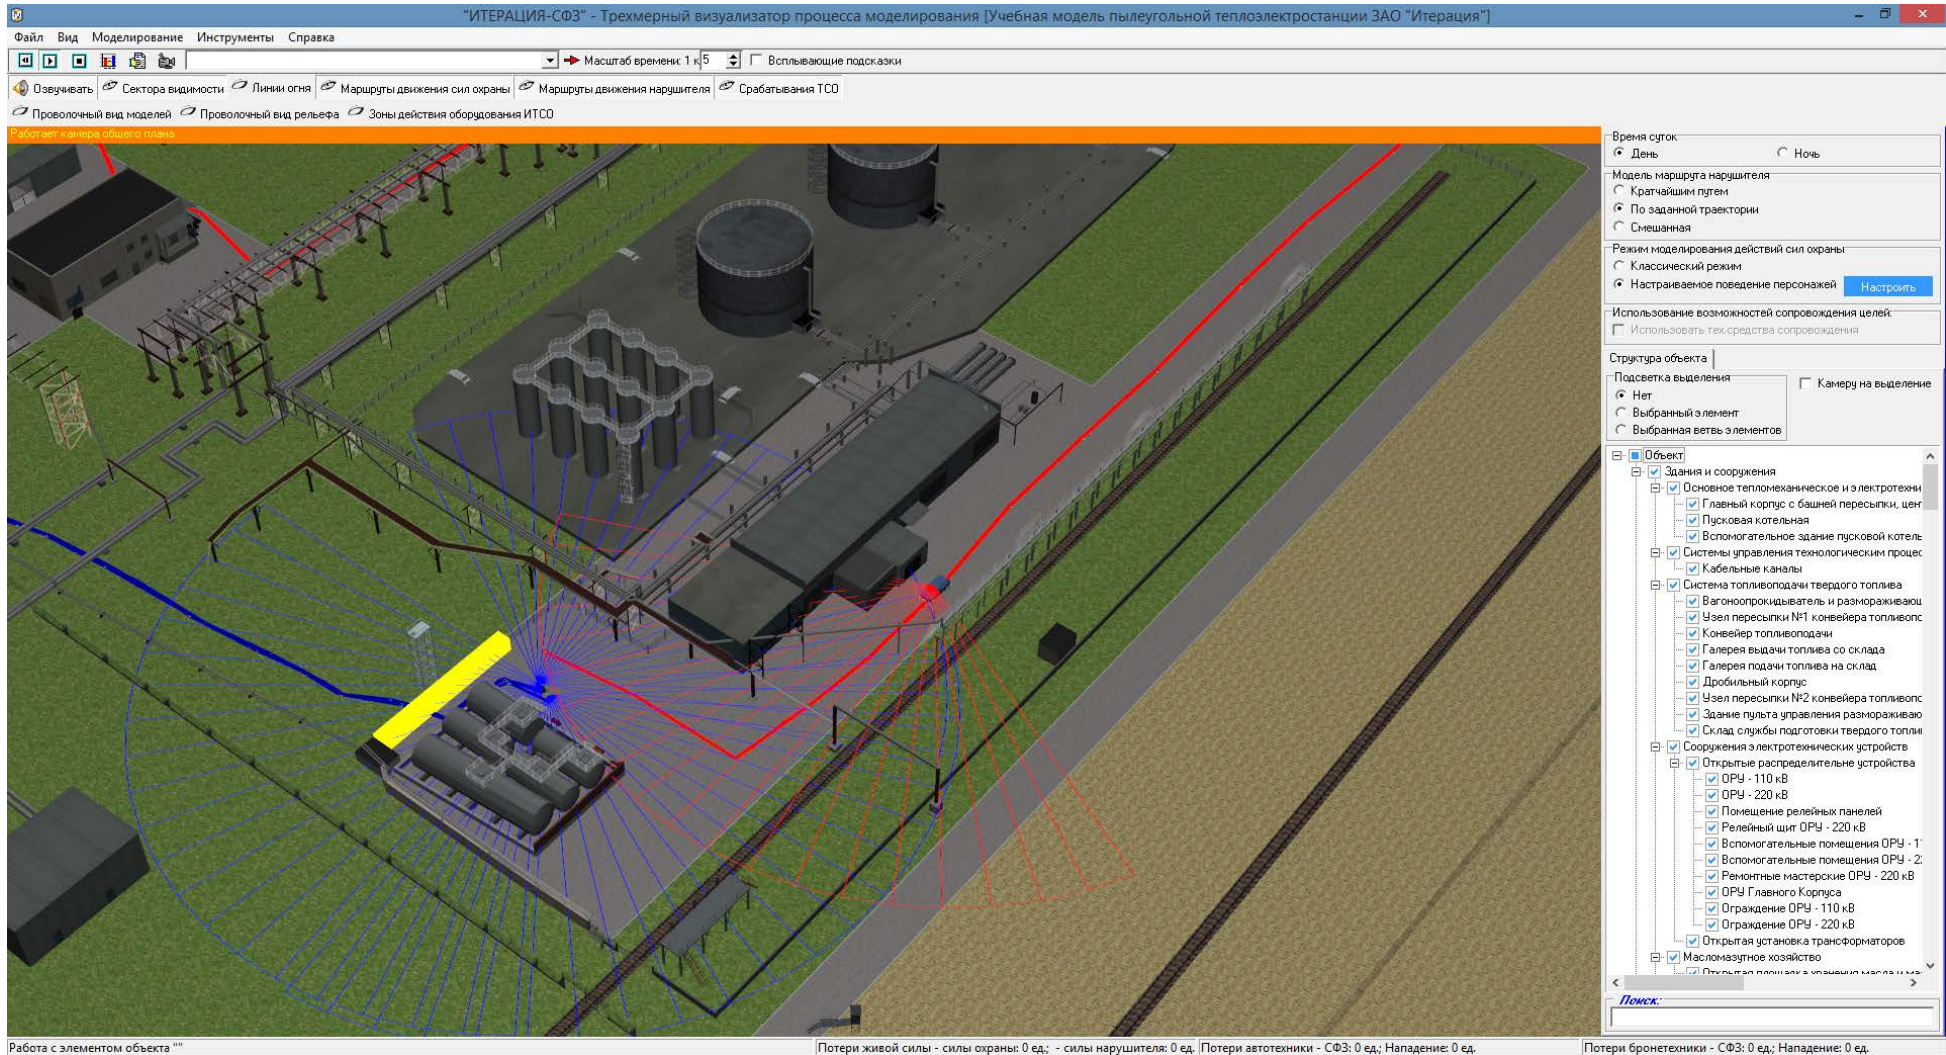 "ИТЕРАЦИЯ-СФЗ" - Трехмерный визуализатор процесса моделирования [Учебная модель пылеугольной теплоэлектростанции ЗАО "Итерация"]
Файл Вид Моделирование Инструменты Справка
Масштаб времени: 1 к 5 Всплывающие подсказки
Озвучивать Сектора видимости Линии огня Маршруты движения сил охраны Маршруты движения нарушителя Срабатывания ТСО
Проволочный вид моделей Проволочный вид рельефа Зоны действия оборудования ИТСО
Работает камера общего плана
Время суток
День Ночь
Модель маршрута нарушителя
Кратчайшим путем
По заданной траектории
Смешанная
Режим моделирования действий сил охраны
Классический режим
Настраиваемое поведение персонажей Настроить
Использование возможностей сопровождения целей:
Использовать тех.средства сопровождения
Структура объекта
Подсветка выделения Камеру на выделение
Нет
Выбранный элемент
Выбранная ветвь элементов
Объект
Здания и сооружения
Основное тепломеханическое и электротехни
Главный корпус с башней пересыпки, цен
Пусковая котельная
Вспомогательное здание пусковой котель
Системы управления технологическим процес
Кабельные каналы
Система топливоподачи твердого топлива
Вагоноопрокидыватель и размораживающ
Узел пересыпки №1 конвейера топливопо
Конвейер топливоподачи
Галерея выдачи топлива со склада
Галерея подачи топлива на склад
Дробильный корпус
Узел пересыпки №2 конвейера топливопо
Здание пульта управления размораживаю
Склад службы подготовки твердого топли
Сооружения электротехнических устройств
Открытые распределительне устройства
ОРУ - 110 кВ
ОРУ - 220 кВ
Помещение релейных панелей
Релейный щит ОРУ - 220 кВ
Вспомогательные помещения ОРУ - 1
Вспомогательные помещения ОРУ - 2
Ремонтные мастерские ОРУ - 220 кВ
ОРУ Главного Корпуса
Ограждение ОРУ - 110 кВ
Ограждение ОРУ - 220 кВ
Открытая установка трансформаторов
Масломазутное хозяйство
Открытая площадка хранения масла и ма
Поиск:
Работа с элементом объекта "" Потери живой силы - силы охраны: 0 ед.; - силы нарушителя: 0 ед. Потери автотехники - СФЗ: 0 ед.; Нападение: 0 ед. Потери бронетехники - СФЗ: 0 ед.; Нападение: 0 ед.